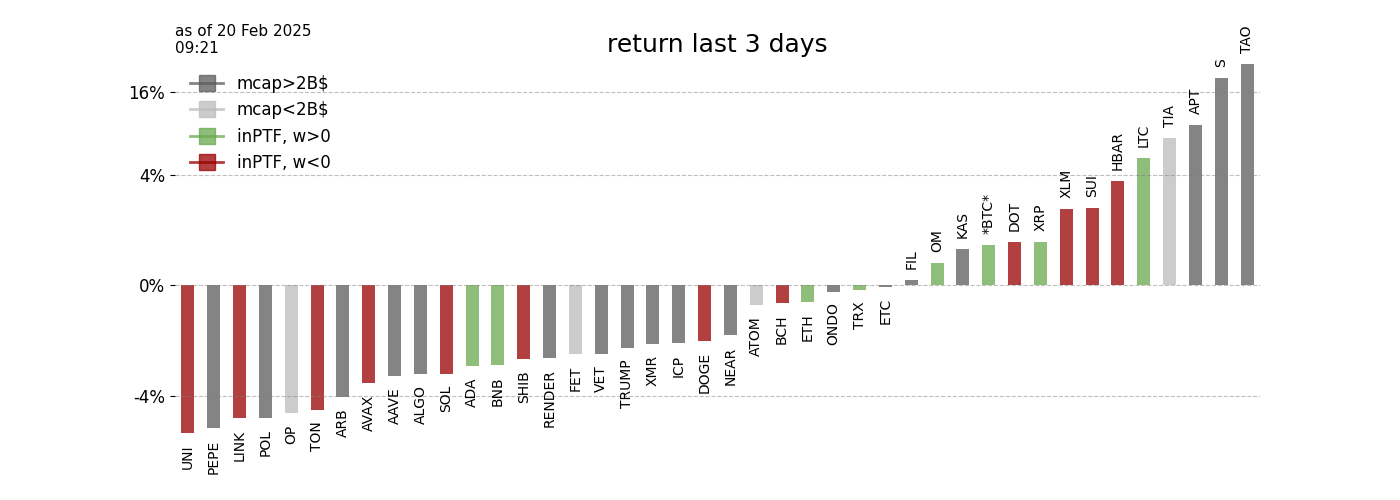 as of 20 Feb 2025
09:21
return last 3 days
mcap>2B$
mcap<2B$
inPTF, w>0
inPTF, w<0
16%
4%
0%
-4%
UNI
PEPE
LINK
POL
OP
TON
ARB
AVAX
AAVE
ALGO
SOL
ADA
BNB
SHIB
RENDER
FET
VET
TRUMP
XMR
ICP
DOGE
NEAR
ATOM
BCH
ETH
ONDO
TRX
ETC
FIL
OM
KAS
*BTC*
DOT
XRP
XLM
SUI
HBAR
LTC
TIA
APT
S
TAO